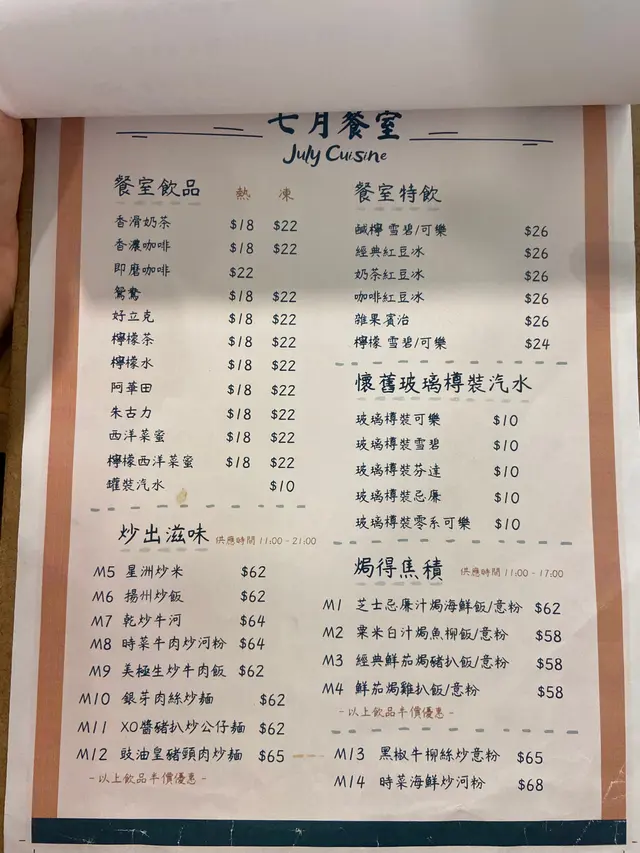 七月餐室
July Cuisine
餐室飲品 熱 凍
香滑奶茶 $18 $22
香濃咖啡 $18 $22
即磨咖啡 $22
鴛鴦 $18 $22
好立克 $18 $22
檸檬茶 $18 $22
檸檬水 $18 $22
阿華田 $18 $22
朱古力 $18 $22
西洋菜蜜 $18 $22
檸檬西洋菜蜜 $18 $22
罐裝汽水 $10
炒出滋味 供應時間 11:00-21:00
M5 星洲炒米 $62
M6 揚州炒飯 $62
M7 乾炒牛河 $64
M8 時菜牛肉炒河粉 $64
M9 美極生炒牛肉飯 $62
M10 銀芽肉絲炒麵 $62
M11 XO醬豬扒炒公仔麵 $62
M12 豉油皇豬頸肉炒麵 $65
-以上飲品半價優惠-
餐室特飲
鹹檸 雪碧/可樂 $26
經典紅豆冰 $26
奶茶紅豆冰 $26
咖啡紅豆冰 $26
雜果賓治 $26
檸檬 雪碧/可樂 $24
懷舊玻璃樽裝汽水
玻璃樽裝可樂 $10
玻璃樽裝雪碧 $10
玻璃樽裝芬達 $10
玻璃樽裝忌廉 $10
玻璃樽裝零系可樂 $10
焗得焦積 供應時間 11:00-17:00
M1 芝士忌廉汁焗海鮮飯/意粉 $62
M2 粟米白汁焗魚柳飯/意粉 $58
M3 經典鮮茄焗豬扒飯/意粉 $58
M4 鮮茄焗雞扒飯/意粉 $58
-以上飲品半價優惠-
M13 黑椒牛柳絲炒意粉 $65
M14 時菜海鮮炒河粉 $68